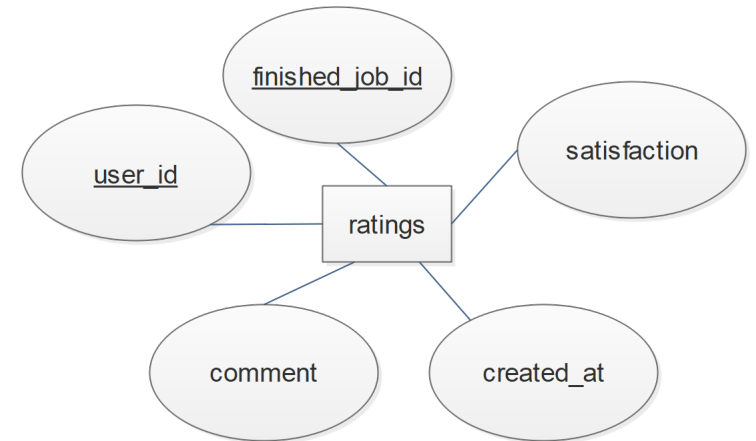 finished_job_id
satisfaction
user_id
ratings
comment
created_at